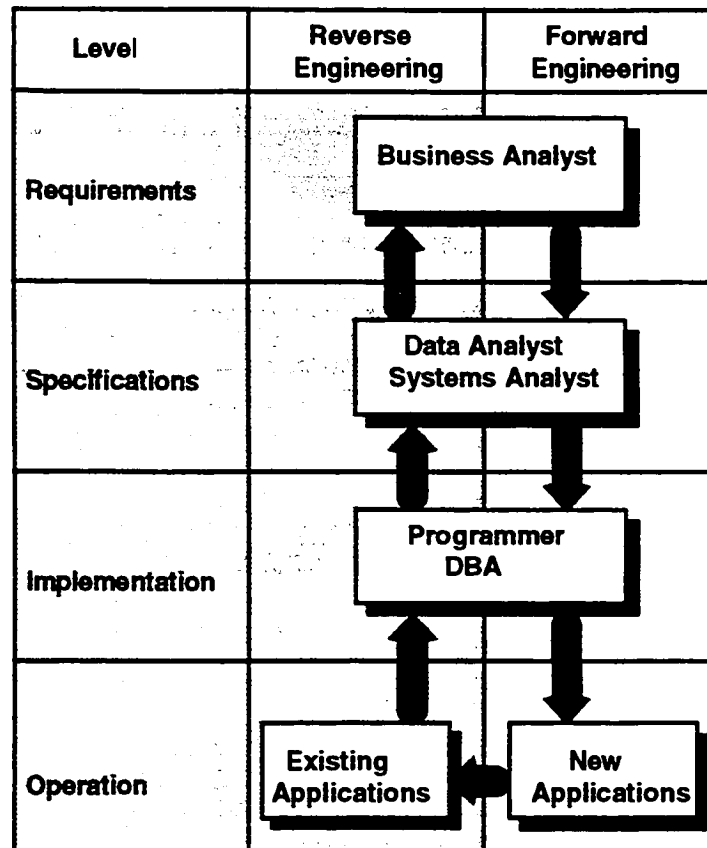 Level
Reverse
Engineering
Forward
Engineering
Requirements
Business Analyst
Specifications
Data Analyst
Systems Analyst
Implementation
Programmer
DBA
Operation
Existing
Applications
New
Applications